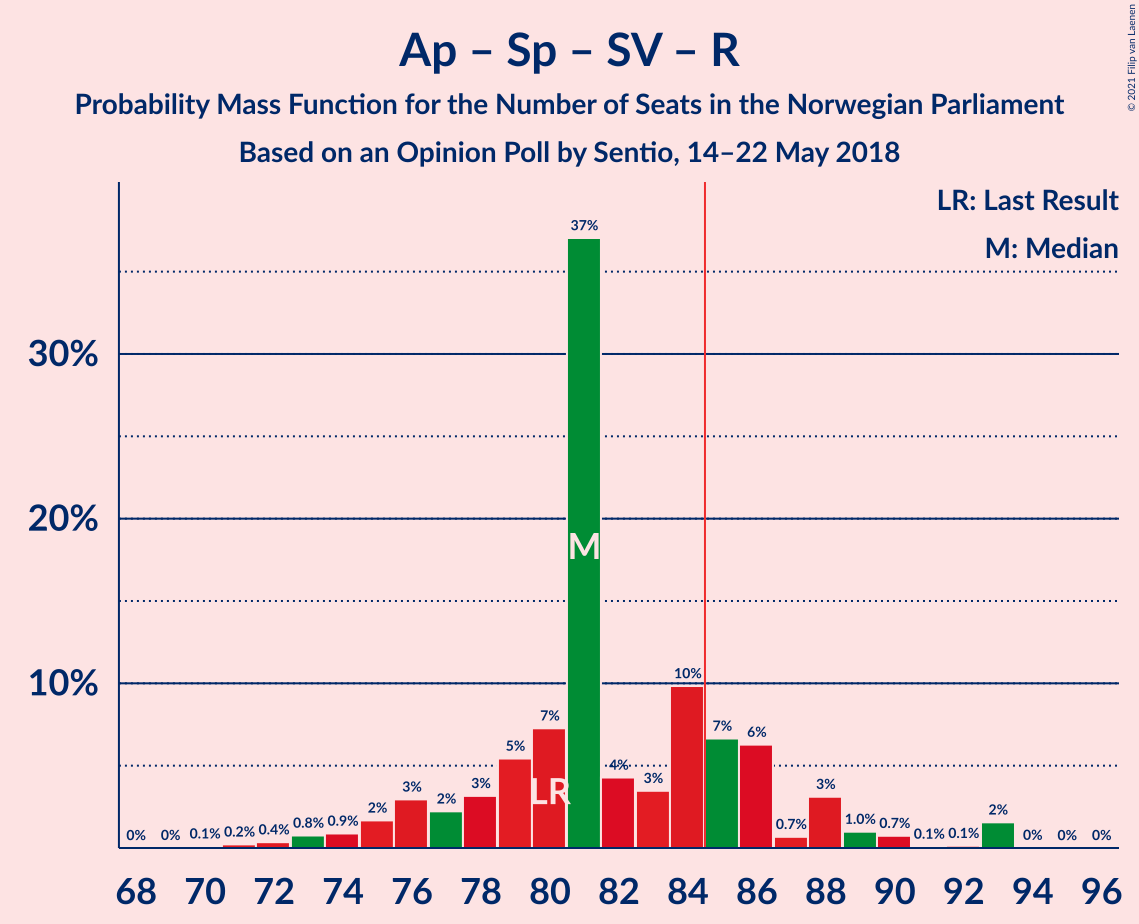 Ap – Sp – SV – R
Probability Mass Function for the Number of Seats in the Norwegian Parliament
Based on an Opinion Poll by Sentio, 14–22 May 2018
© 2021 Filip van Laenen
LR: Last Result
M: Median
30%
20%
10%
0% 0% 0.1% 0.2% 0.4% 0.8% 0.9% 2% 3% 2% 3% 5% 7% 37% 4% 3% 10% 7% 6% 0.7% 3% 1.0% 0.7% 0.1% 0.1% 2% 0% 0% 0%
M
LR
68 70 72 74 76 78 80 82 84 86 88 90 92 94 96